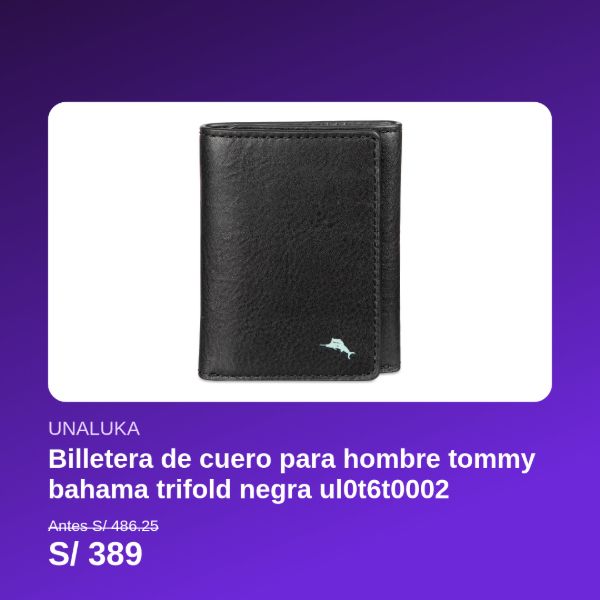 UNALUKA
Billetera de cuero para hombre tommy
bahama trifold negra ul0t6t0002
Antes S/ 486.25
S/ 389